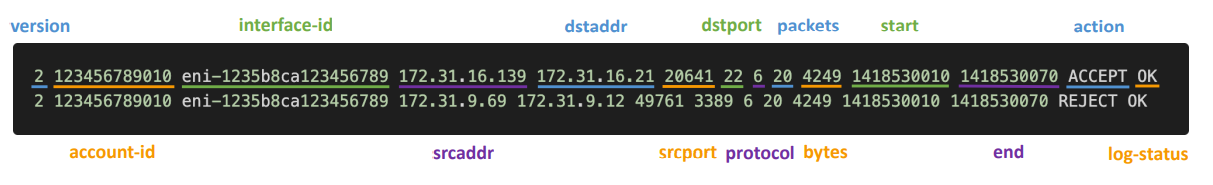 version interface-id dstaddr dstport packets start action
2 123456789010 eni-1235b8ca123456789 172.31.16.139 172.31.16.21 20641 22 6 20 4249 1418530010 1418530070 ACCEPT OK
2 123456789010 eni-1235b8ca123456789 172.31.9.69 172.31.9.12 49761 3389 6 20 4249 1418530010 1418530070 REJECT OK
account-id srcaddr srcport protocol bytes end log-status